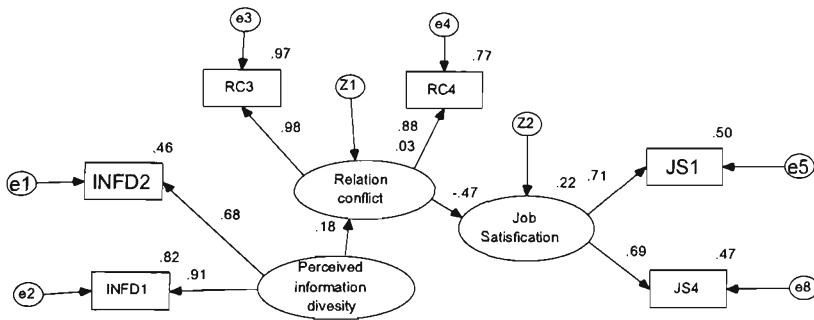 e3
e4
.97
.77
RC3
RC4
Z1
Z2
.98
.88
.03
.50
.46
e1
INFD2
Relation
conflict
-.47
.22
.71
JS1
e5
.68
.18
Job
Satisfication
.82
.69
.47
e2
INFD1
.91
Perceived
information
divesity
JS4
e8